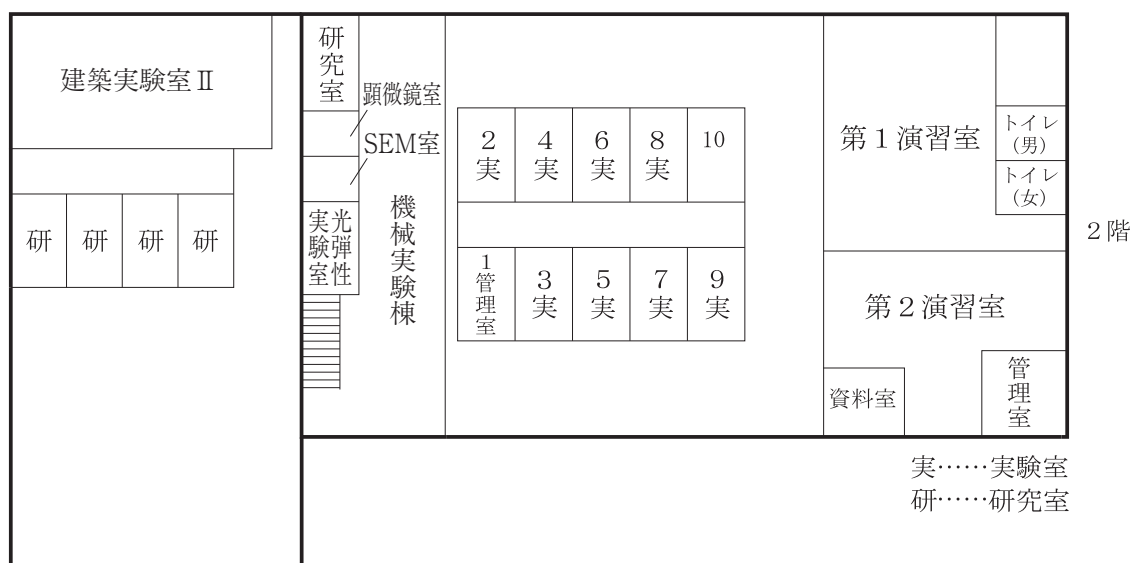 建築実験室Ⅱ
研
研
研
研
研究室
顕微鏡室
SEM室
光弾性
実験室
機械実験棟
2
実
4
実
6
実
8
実
10
1
管理室
3
実
5
実
7
実
9
実
第1演習室
トイレ
(男)
トイレ
(女)
第2演習室
資料室
管理室
2階
実……実験室
研……研究室